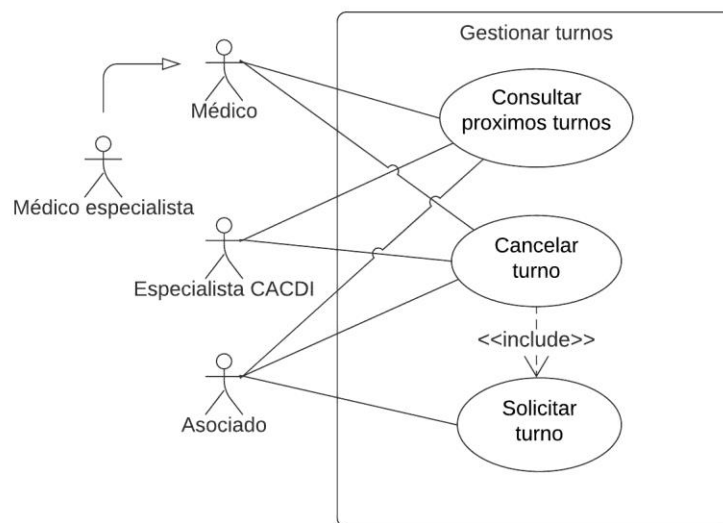 Gestionar turnos
Médico
Consultar
proximos turnos
Médico especialista
Especialista CACDI
Cancelar
turno
<<include>>
Asociado
Solicitar
turno